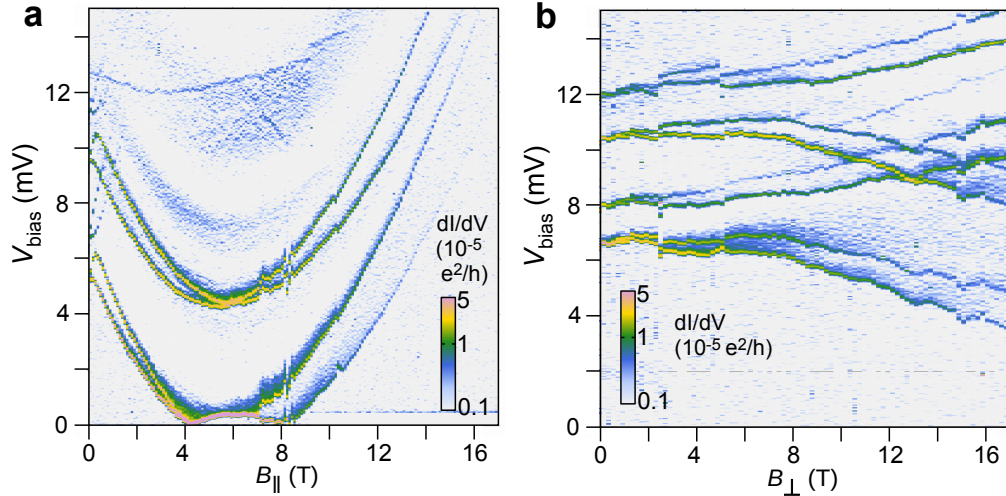 a
V_bias (mV)
12
8
4
0
dI/dV
(10^-5
e²/h)
5
1
0.1
0 4 8 12 16
B_∥ (T)
b
V_bias (mV)
12
8
4
0
5
1
0.1
dI/dV
(10^-5 e²/h)
0 4 8 12 16
B_⊥ (T)